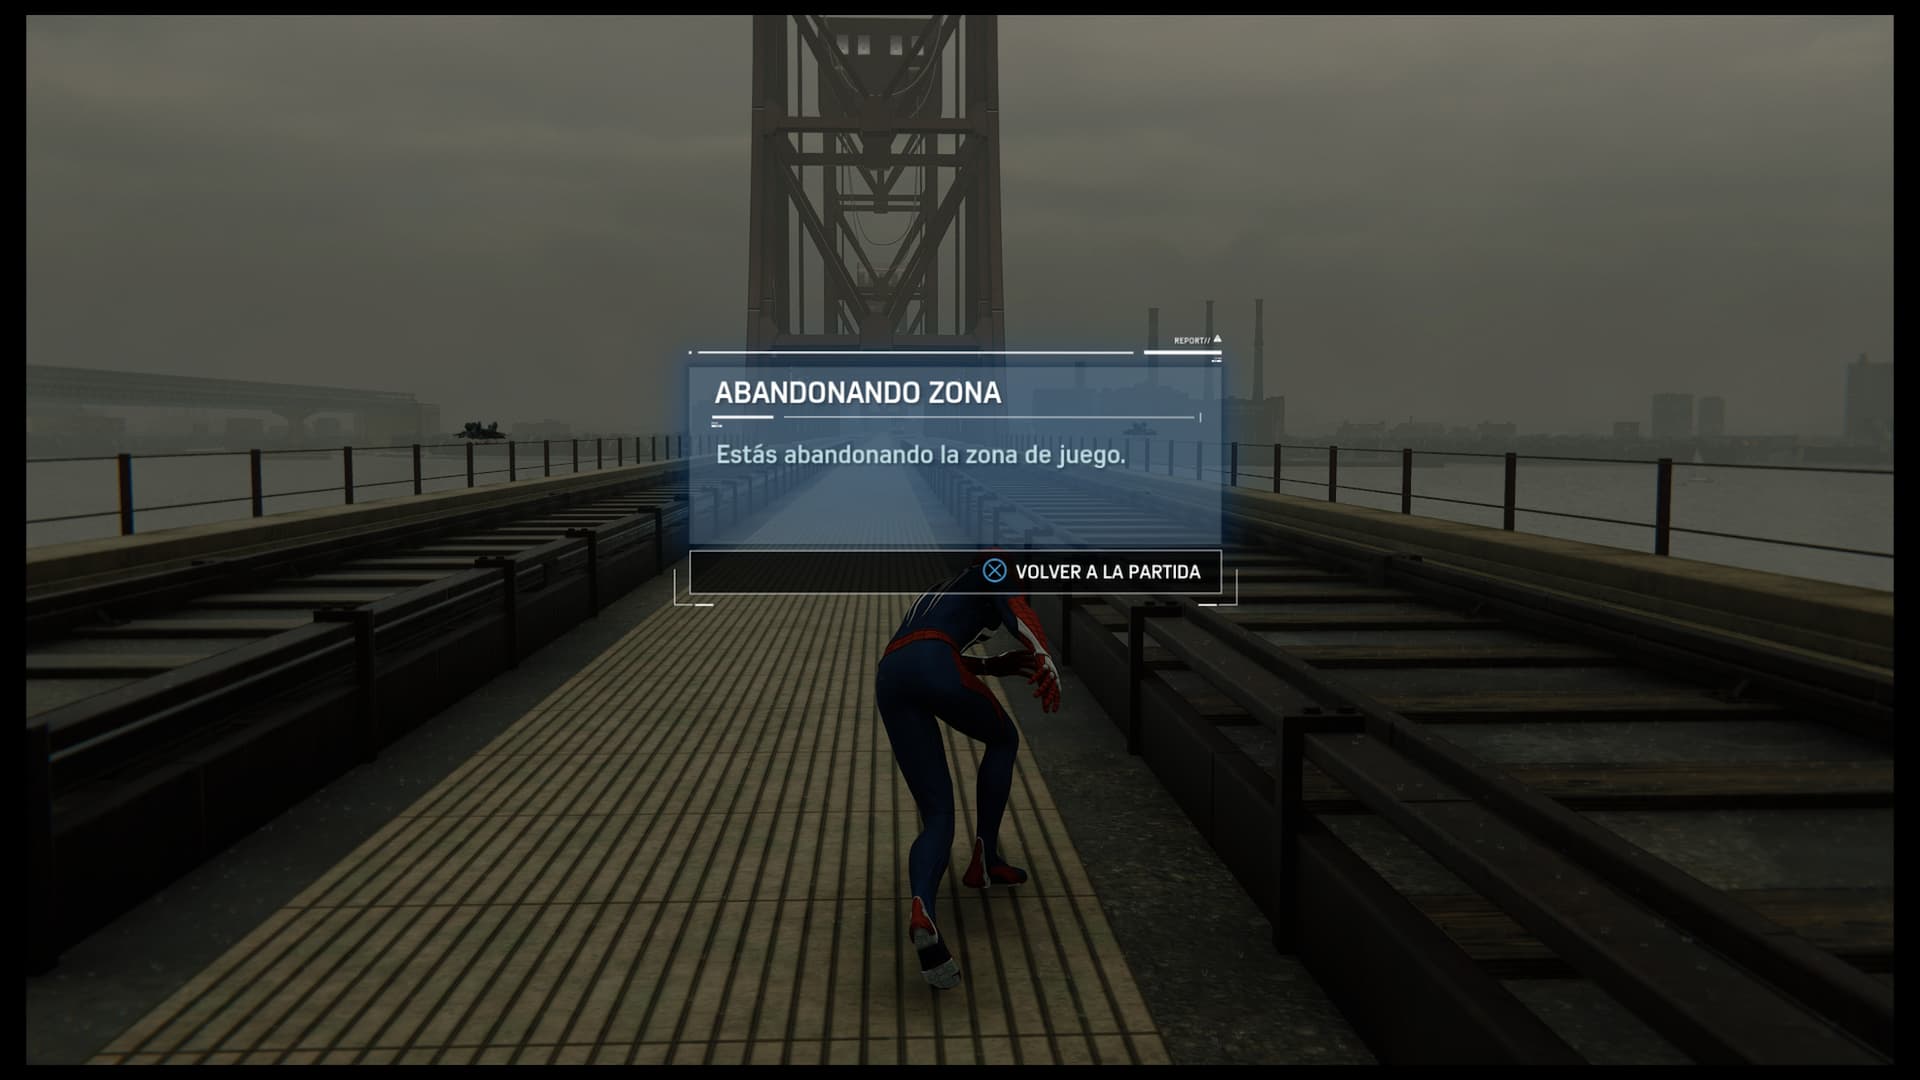 REPORT//
ABANDONANDO ZONA
Estás abandonando la zona de juego.
VOLVER A LA PARTIDA